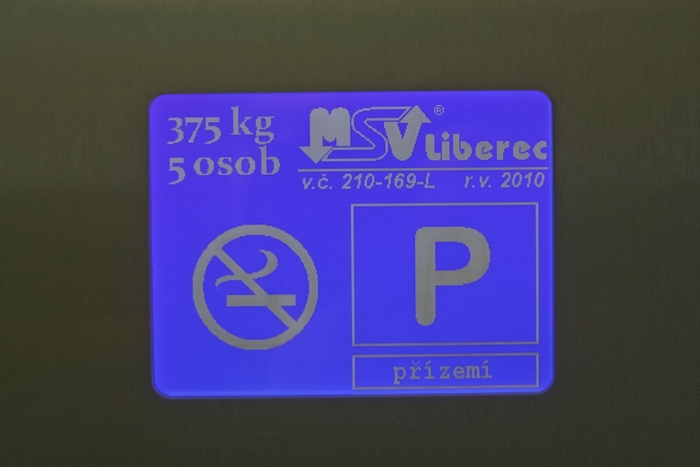 375 kg
5 osob
MSV® Liberec
v.č. 210-169-L r.v. 2010
P
přízemí